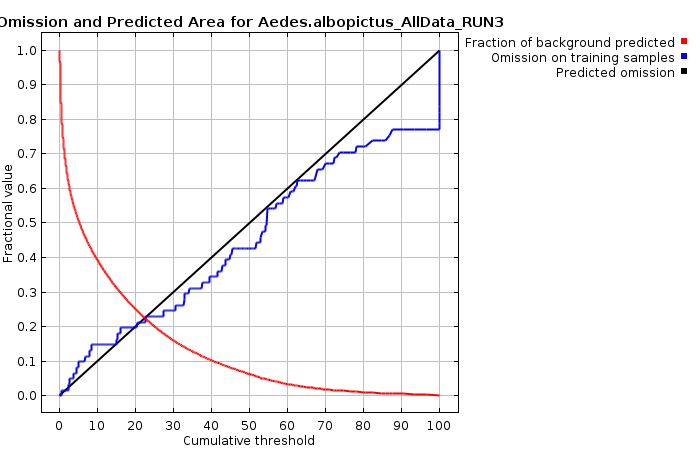 Omission and Predicted Area for Aedes.albopictus_AllData_RUN3
Fraction of background predicted
Omission on training samples
Predicted omission
Fractional value
1.0
0.9
0.8
0.7
0.6
0.5
0.4
0.3
0.2
0.1
0.0
0 10 20 30 40 50 60 70 80 90 100
Cumulative threshold